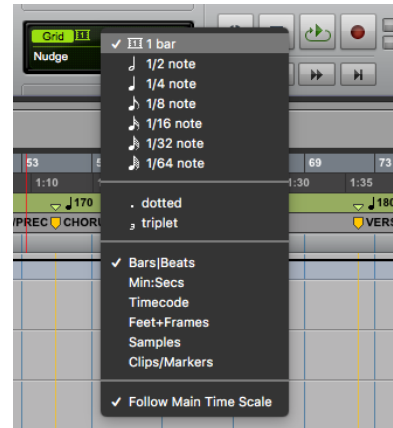 Grid
Nudge
1 bar
1/2 note
1/4 note
1/8 note
1/16 note
1/32 note
1/64 note
. dotted
3 triplet
Bars|Beats
Min:Secs
Timecode
Feet+Frames
Samples
Clips/Markers
Follow Main Time Scale
53 69 73
1:10 1:30 1:35
170 180
/PREC CHORU VERS